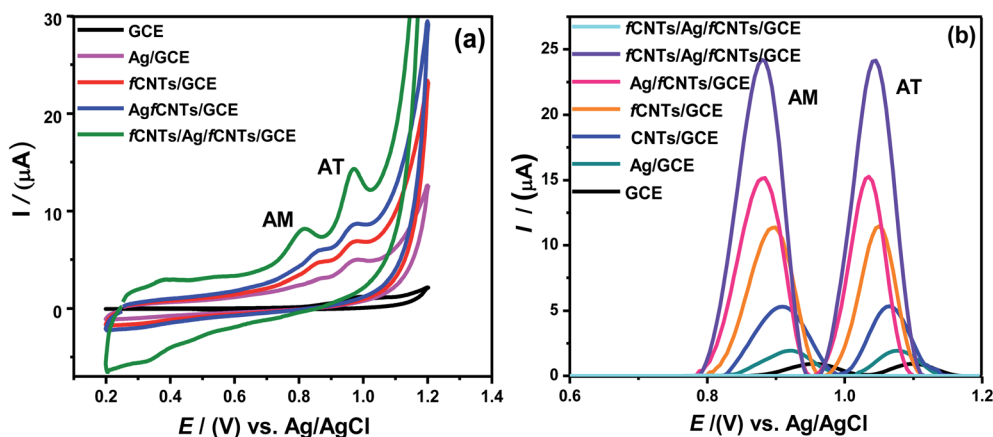 (a)
GCE
Ag/GCE
fCNTs/GCE
AgfCNTs/GCE
fCNTs/Ag/fCNTs/GCE
AM
AT
I / (µA)
30
20
10
0
0.2 0.4 0.6 0.8 1.0 1.2 1.4
E / (V) vs. Ag/AgCl
(b)
fCNTs/Ag/fCNTs/GCE
fCNTs/Ag/fCNTs/GCE
Ag/fCNTs/GCE
fCNTs/GCE
CNTs/GCE
Ag/GCE
GCE
AM
AT
I / (µA)
25
20
15
10
5
0
0.6 0.8 1.0 1.2
E /(V) vs. Ag/AgCl